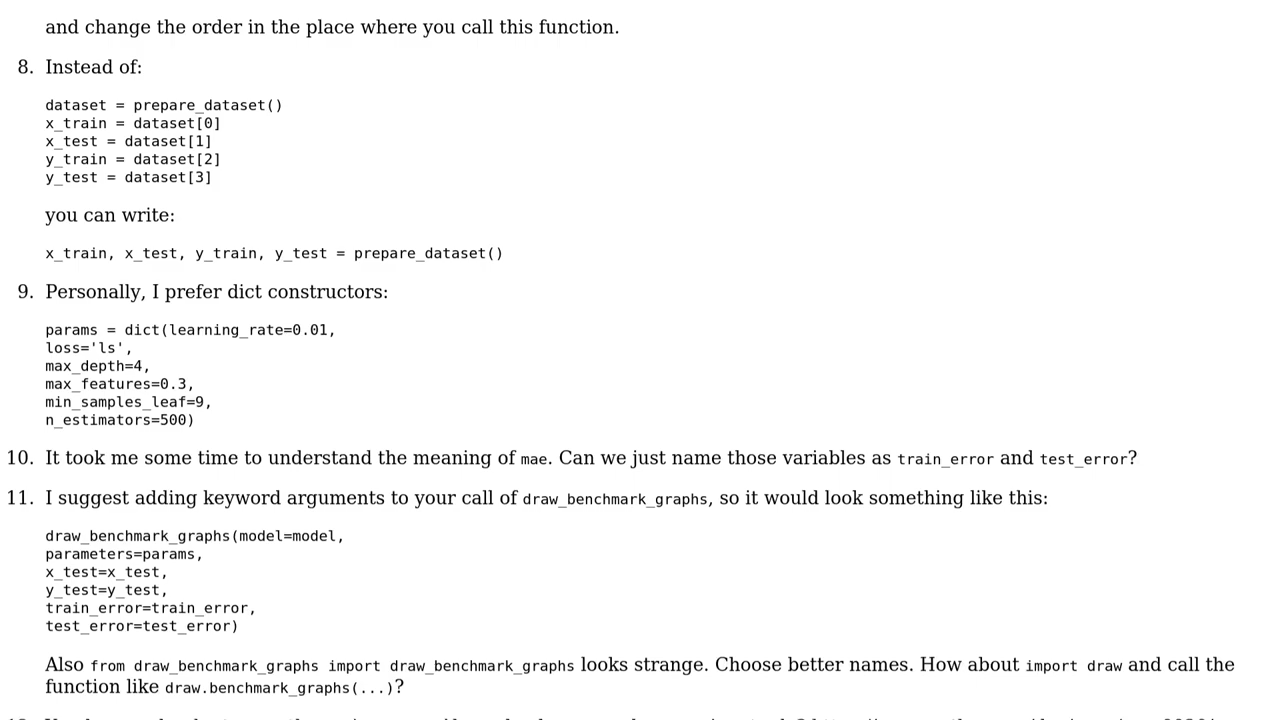 and change the order in the place where you call this function.
8. Instead of:
dataset = prepare_dataset()
x_train = dataset[0]
x_test = dataset[1]
y_train = dataset[2]
y_test = dataset[3]
you can write:
x_train, x_test, y_train, y_test = prepare_dataset()
9. Personally, I prefer dict constructors:
params = dict(learning_rate=0.01,
loss='ls',
max_depth=4,
max_features=0.3,
min_samples_leaf=9,
n_estimators=500)
10. It took me some time to understand the meaning of mae. Can we just name those variables as train_error and test_error?
11. I suggest adding keyword arguments to your call of draw_benchmark_graphs, so it would look something like this:
draw_benchmark_graphs(model=model,
parameters=params,
x_test=x_test,
y_test=y_test,
train_error=train_error,
test_error=test_error)
Also from draw_benchmark_graphs import draw_benchmark_graphs looks strange. Choose better names. How about import draw and call the
function like draw.benchmark_graphs(...)?